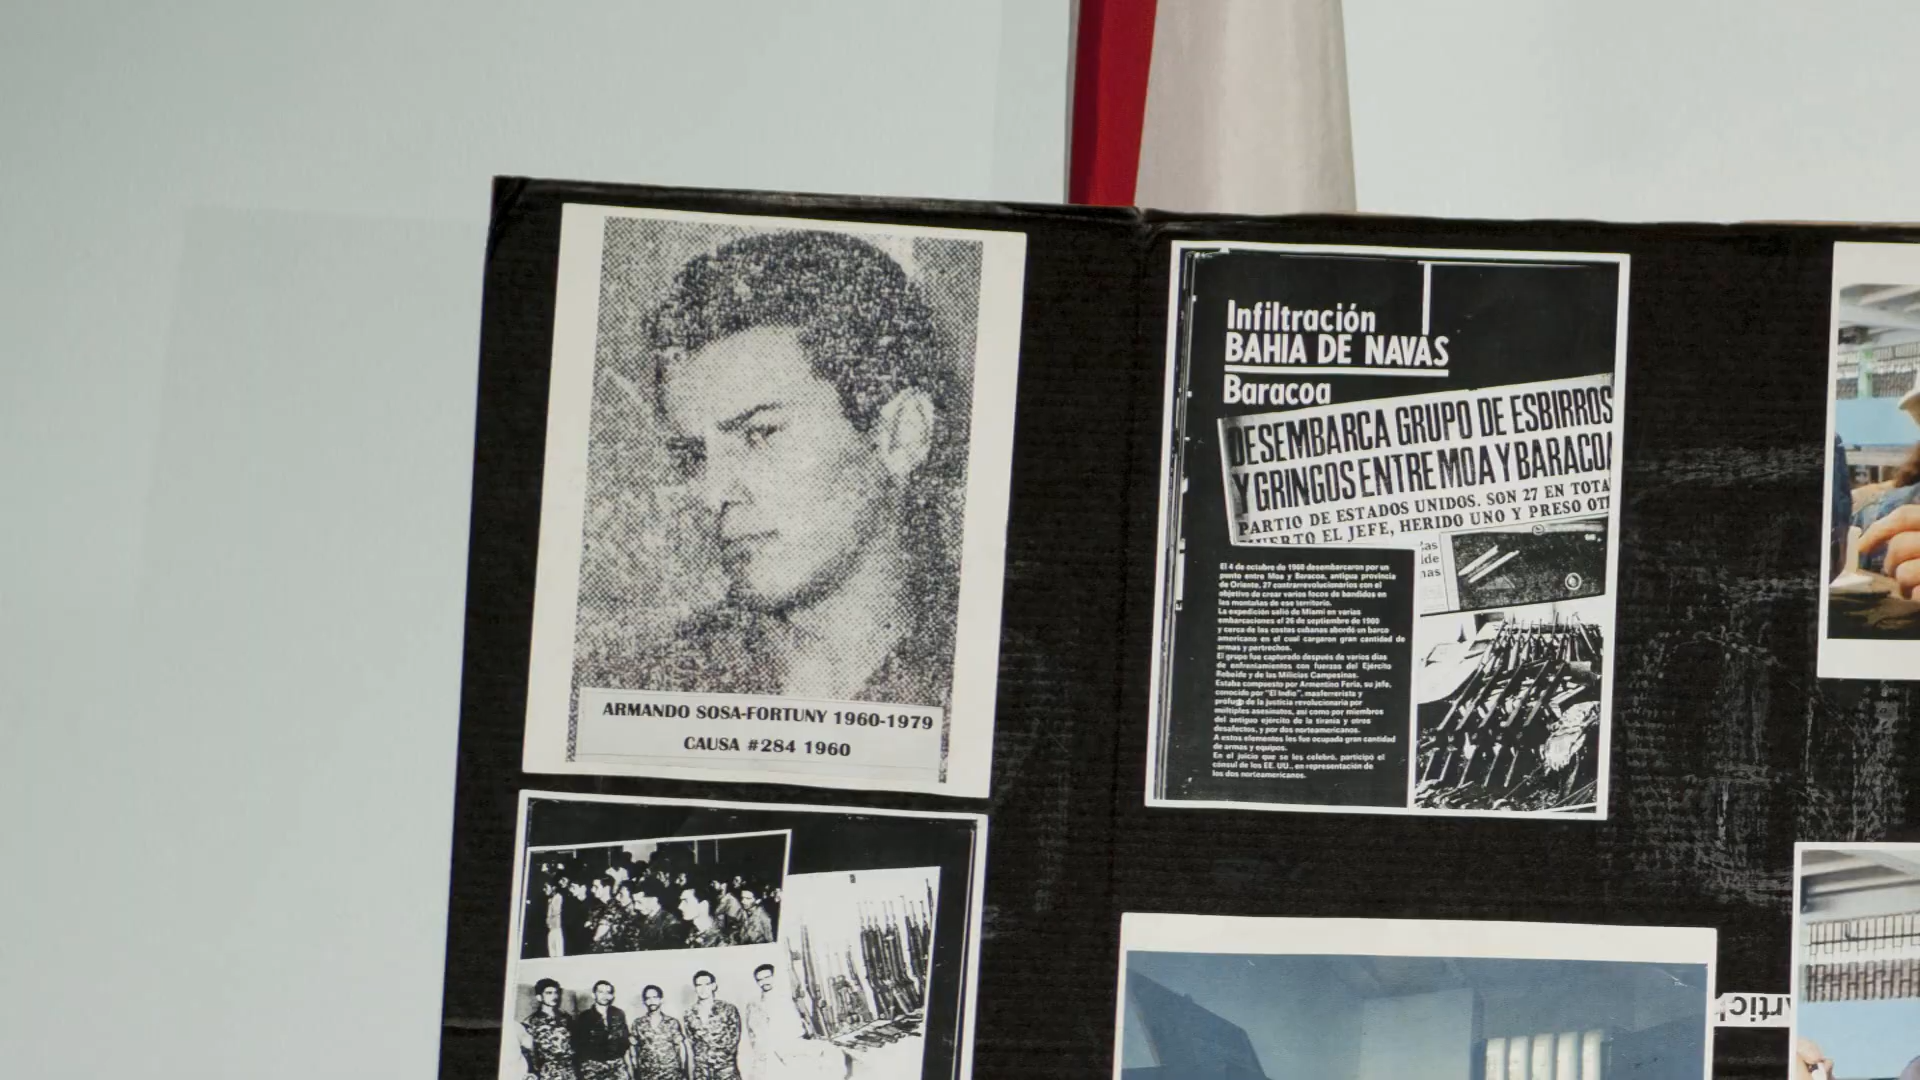 ARMANDO SOSA-FORTUNY 1960-1979
CAUSA #284 1960
Infiltración
BAHIA DE NAVAS
Baracoa
DESEMBARCA GRUPO DE ESBIRROS
Y GRINGOS ENTRE MOA Y BARACOA
PARTIO DE ESTADOS UNIDOS. SON 27 EN TOTA
MUERTO EL JEFE, HERIDO UNO Y PRESO OT
El 4 de octubre de 1960 desembarcaron por un
punto entre Moa y Baracoa, antigua provincia
de Oriente, 27 contrarrevolucionarios con el
objetivo de crear varios focos de bandidos en
las montañas de ese territorio.
La expedición salió de Miami en varias
embarcaciones el 26 de septiembre de 1960
y cerca de las costas cubanas abordó un barco
americano en el cual cargaron gran cantidad de
armas y pertrechos.
El grupo fue capturado después de varios días
de enfrentamientos con fuerzas del Ejército
Rebelde y de las Milicias Campesinas.
Estaba compuesto por Armentino Feria, su jefe,
conocido por "El Indio", masferrerista y
prófugo de la justicia revolucionaria por
múltiples asesinatos, así como por miembros
del antiguo ejército de la tiranía y otros
desafectos, y por dos norteamericanos.
A estos elementos les fue ocupada gran cantidad
de armas y equipos.
En el juicio que se les celebró, participó el
cónsul de los EE. UU., en representación de
los dos norteamericanos.
as
ide
nas
rtic